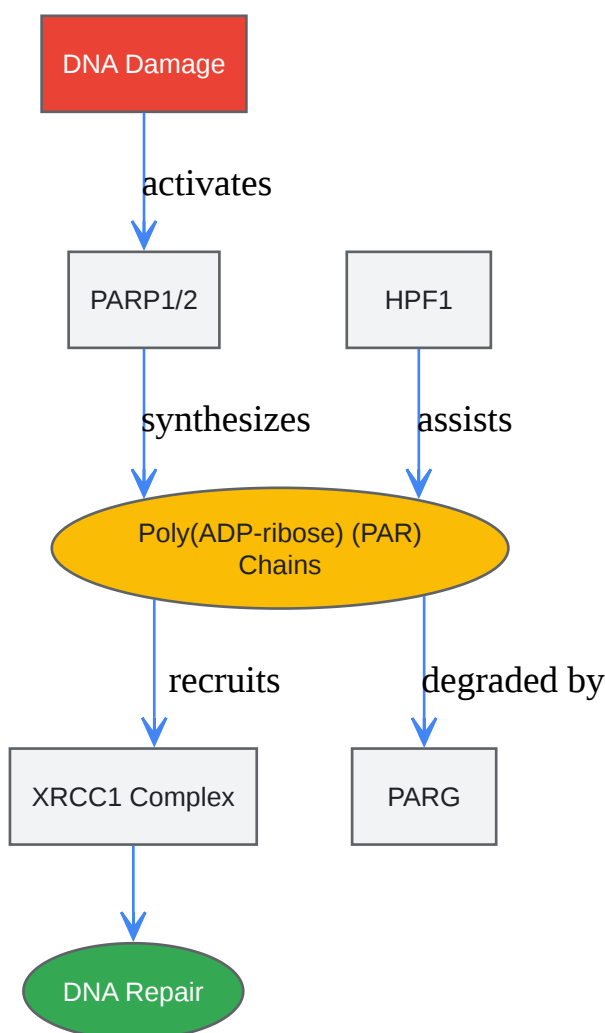 DNA Damage
activates
PARP1/2
HPF1
synthesizes
assists
Poly(ADP-ribose) (PAR)
Chains
recruits
degraded by
XRCC1 Complex
PARG
DNA Repair